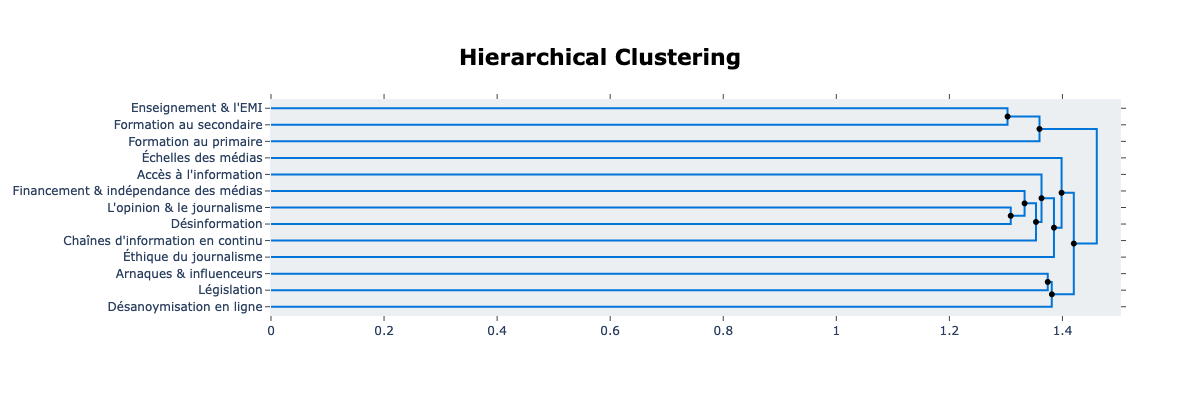 Hierarchical Clustering
Enseignement & l'EMI
Formation au secondaire
Formation au primaire
Échelles des médias
Accès à l'information
Financement & indépendance des médias
L'opinion & le journalisme
Désinformation
Chaînes d'information en continu
Éthique du journalisme
Arnaques & influenceurs
Législation
Désanoymisation en ligne
0 0.2 0.4 0.6 0.8 1 1.2 1.4